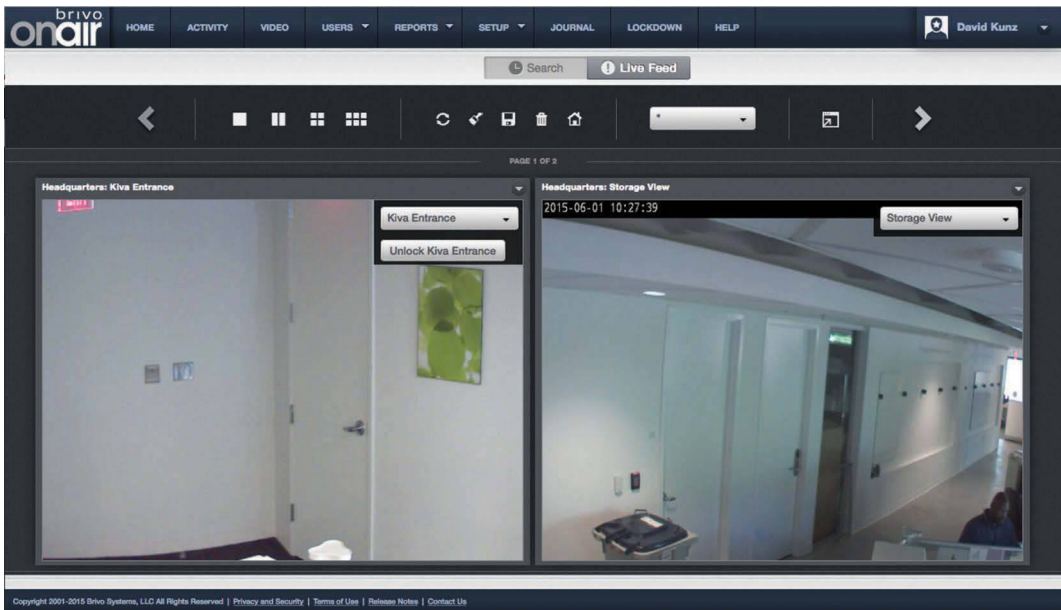 brivo
onair
HOME ACTIVITY VIDEO USERS REPORTS SETUP JOURNAL LOCKDOWN HELP David Kunz
Search Live Feed
*
PAGE 1 OF 2
Headquarters: Kiva Entrance
Kiva Entrance
Unlock Kiva Entrance
Headquarters: Storage View
2015-06-01 10:27:39
Storage View
Copyright 2001-2015 Brivo Systems, LLC All Rights Reserved | Privacy and Security | Terms of Use | Release Notes | Contact Us